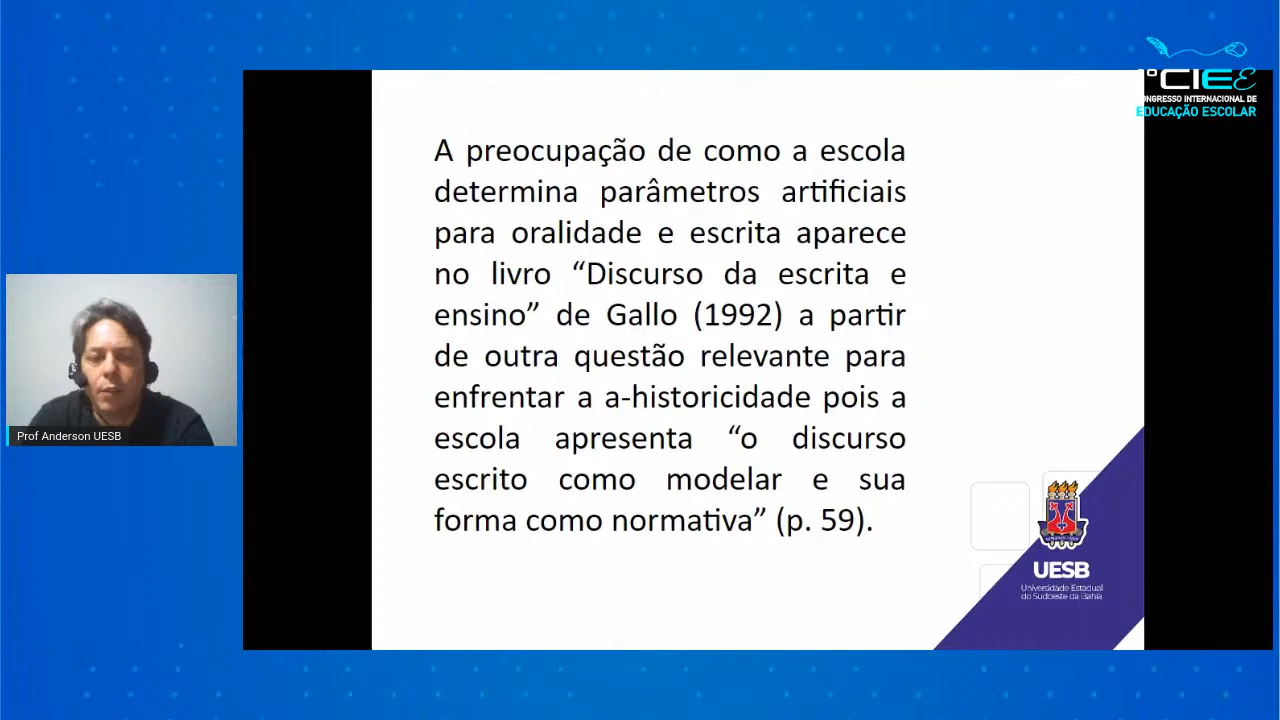 º CIEE
CONGRESSO INTERNACIONAL DE
EDUCAÇÃO ESCOLAR
A preocupação de como a escola
determina parâmetros artificiais
para oralidade e escrita aparece
no livro “Discurso da escrita e
ensino” de Gallo (1992) a partir
de outra questão relevante para
enfrentar a a-historicidade pois a
escola apresenta “o discurso
escrito como modelar e sua
forma como normativa” (p. 59).
Prof Anderson UESB
UESB
Universidade Estadual
do Sudoeste da Bahia